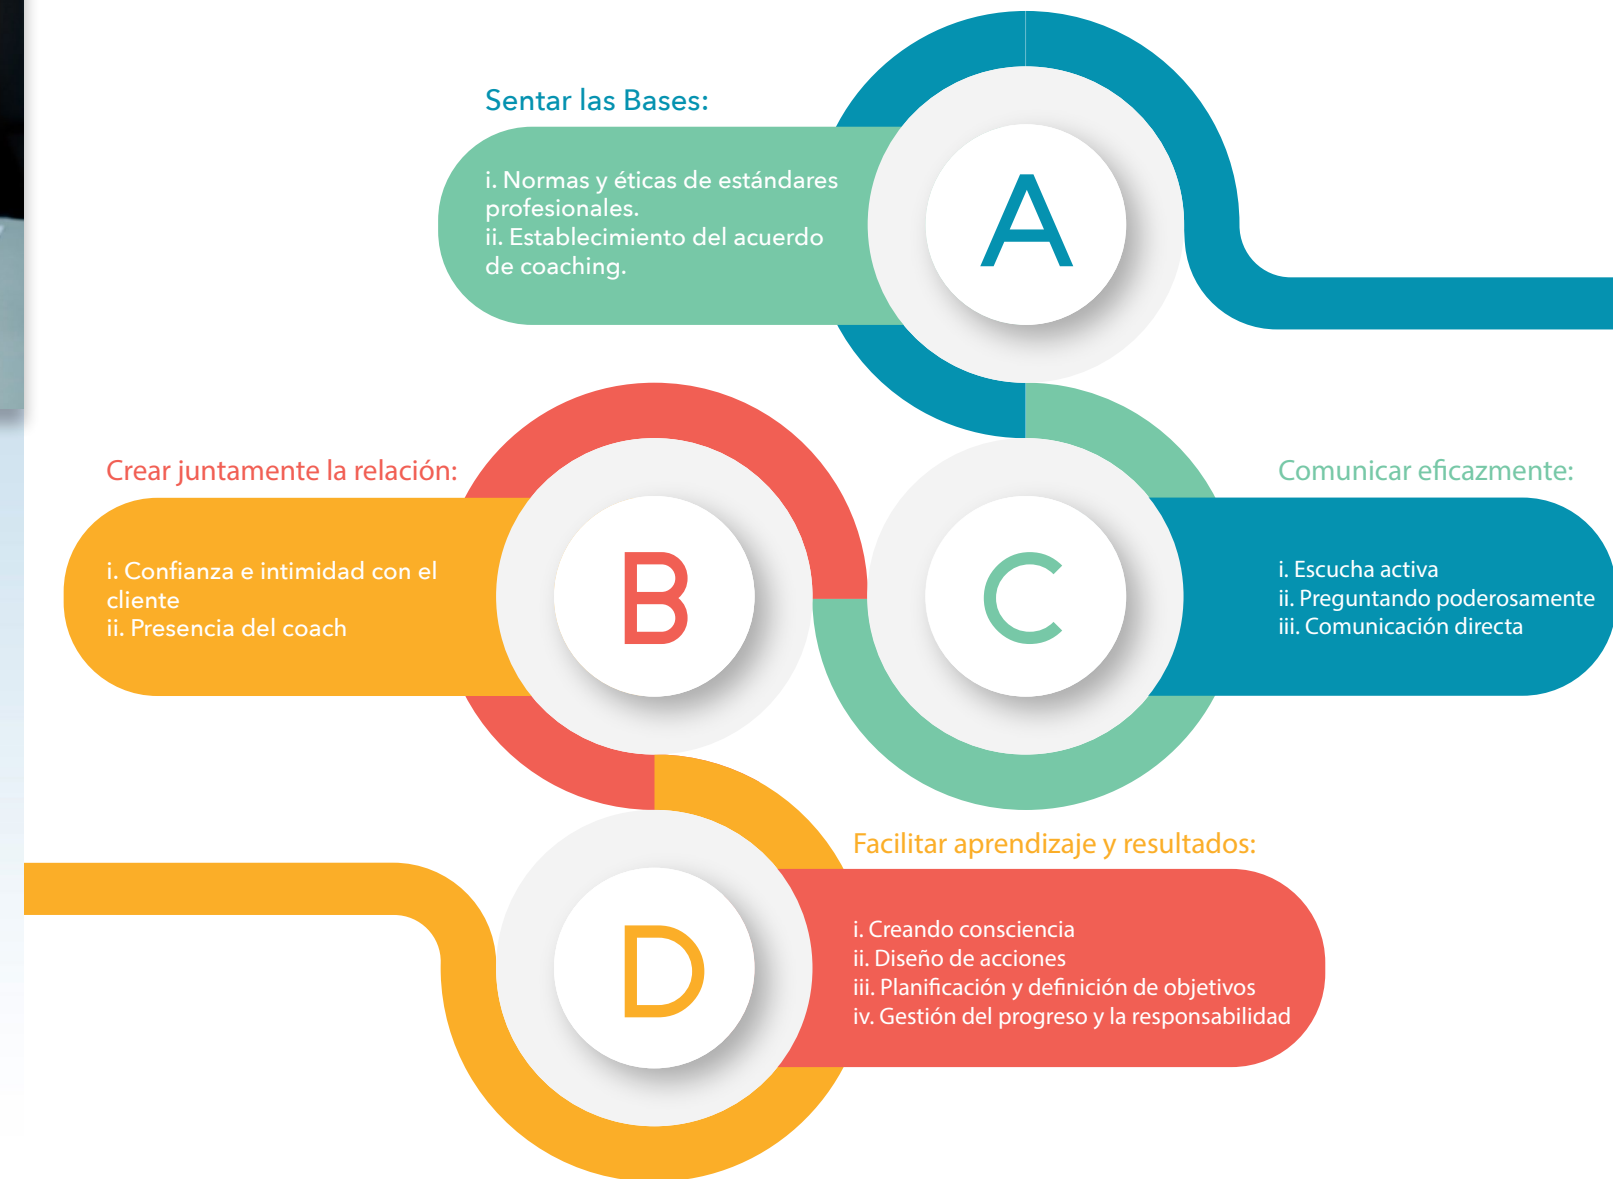 Sentar las Bases:
i. Normas y éticas de estándares
profesionales.
ii. Establecimiento del acuerdo
de coaching.
A
Crear juntamente la relación:
i. Confianza e intimidad con el
cliente
ii. Presencia del coach
B
C
Comunicar eficazmente:
i. Escucha activa
ii. Preguntando poderosamente
iii. Comunicación directa
D
Facilitar aprendizaje y resultados:
i. Creando consciencia
ii. Diseño de acciones
iii. Planificación y definición de objetivos
iv. Gestión del progreso y la responsabilidad